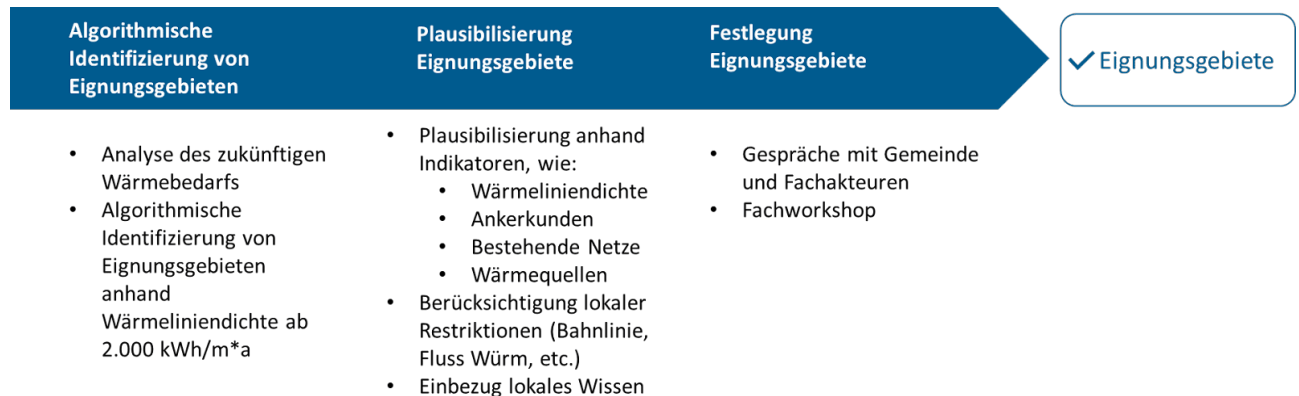 Algorithmische
Identifizierung von
Eignungsgebieten
Plausibilisierung
Eignungsgebiete
Festlegung
Eignungsgebiete
✓ Eignungsgebiete
• Analyse des zukünftigen
Wärmebedarfs
• Algorithmische
Identifizierung von
Eignungsgebieten
anhand
Wärmeliniendichte ab
2.000 kWh/m*a
• Plausibilisierung anhand
Indikatoren, wie:
• Wärmeliniendichte
• Ankerkunden
• Bestehende Netze
• Wärmequellen
• Berücksichtigung lokaler
Restriktionen (Bahnlinie,
Fluss Würm, etc.)
• Einbezug lokales Wissen
• Gespräche mit Gemeinde
und Fachakteuren
• Fachworkshop